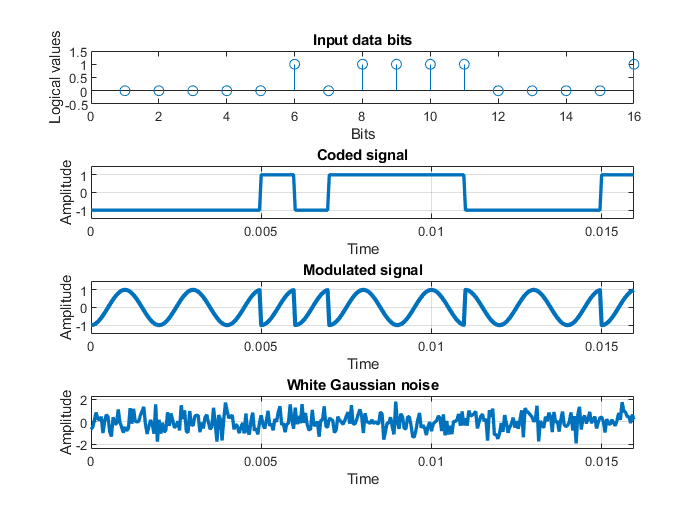 Input data bits
Logical values
1.5
1
0.5
0
-0.5
0 2 4 6 8 10 12 14 16
Bits
Coded signal
Amplitude
1
0
-1
0 0.005 0.01 0.015
Time
Modulated signal
Amplitude
1
0
-1
0 0.005 0.01 0.015
Time
White Gaussian noise
Amplitude
2
0
-2
0 0.005 0.01 0.015
Time